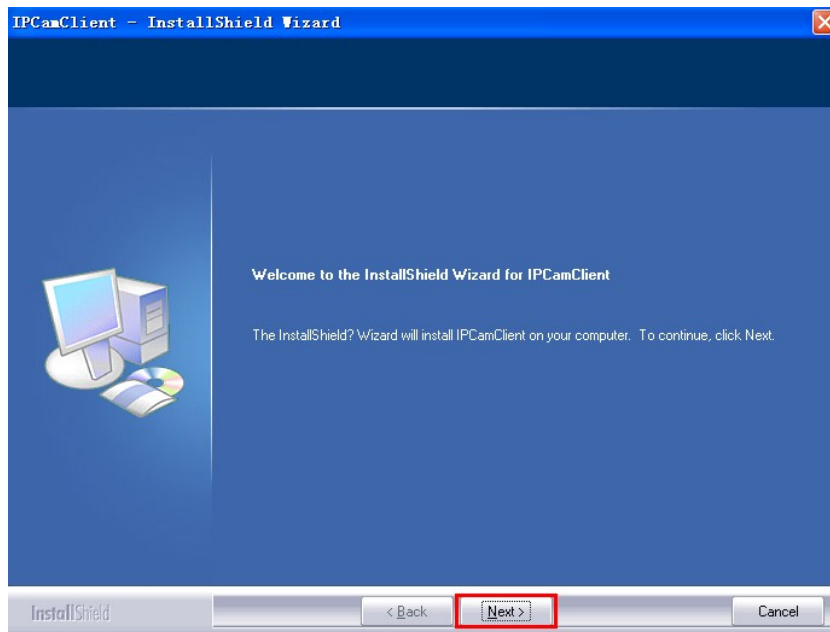 IPCamClient - InstallShield Wizard
Welcome to the InstallShield Wizard for IPCamClient
The InstallShield? Wizard will install IPCamClient on your computer. To continue, click Next.
InstallShield
< Back
Next >
Cancel